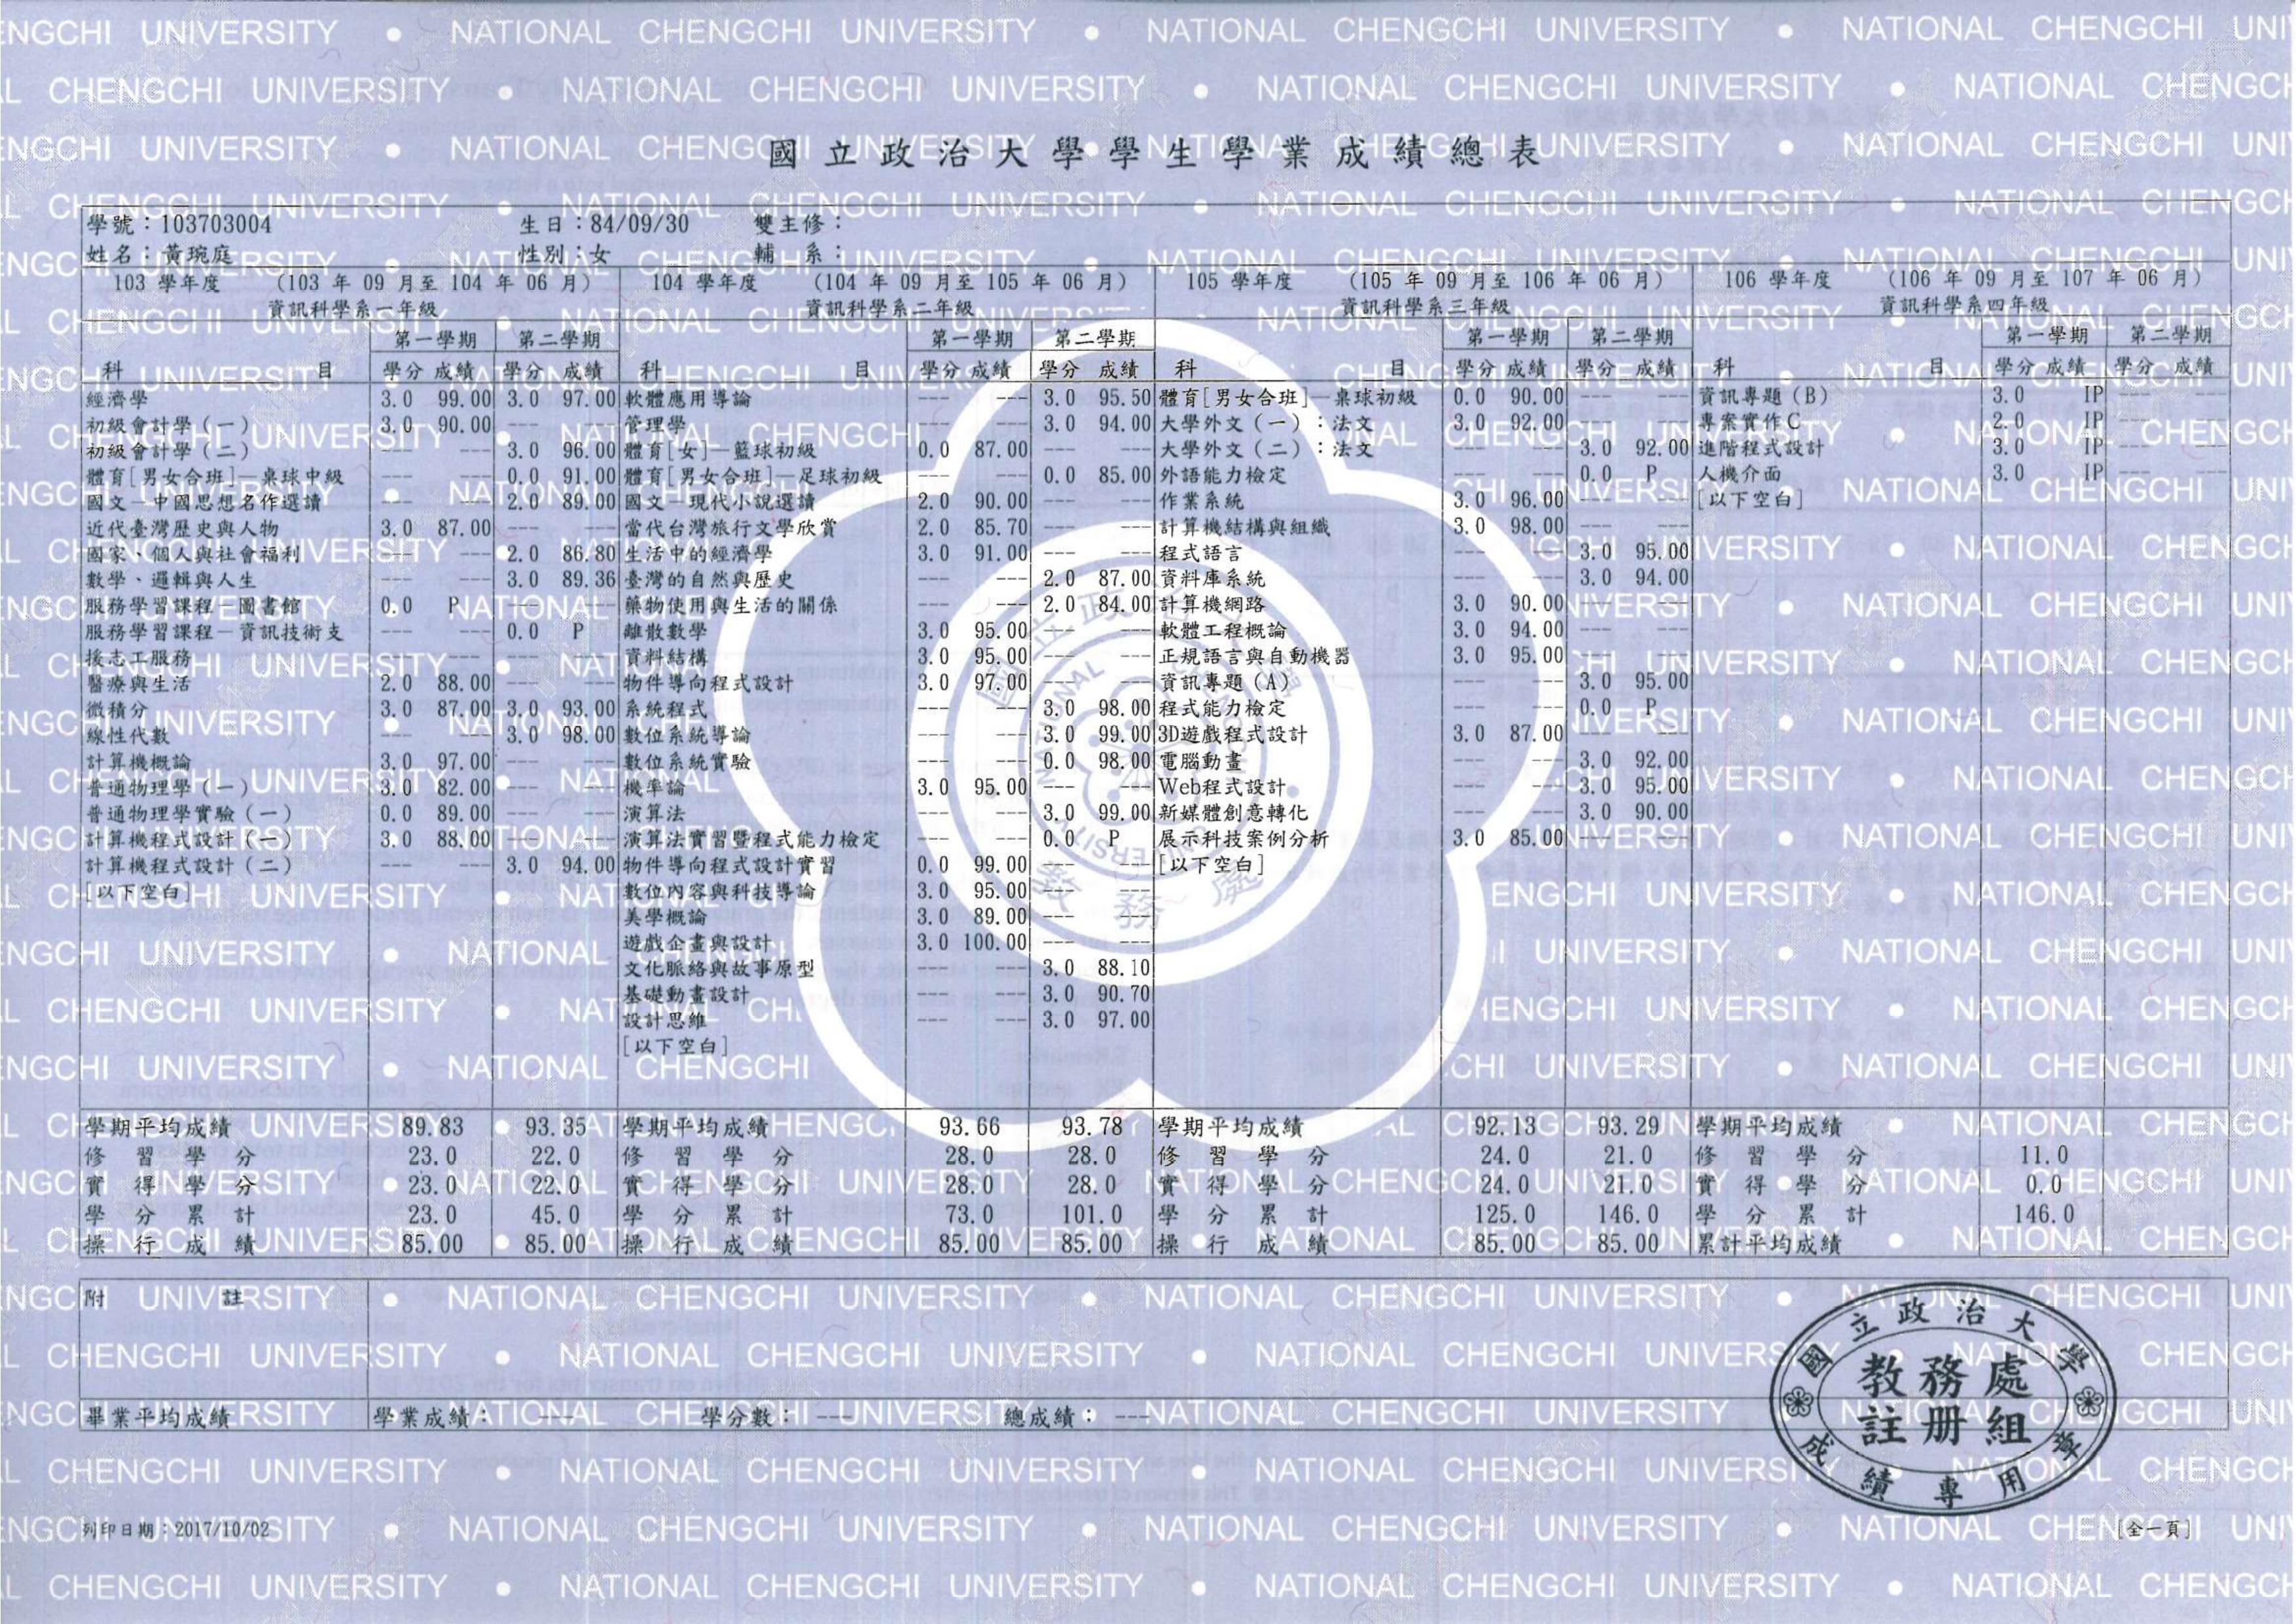 國立政治大學學生學業成績總表
學號：103703004 生日：84/09/30 雙主修：
姓名：黃琬庭 性別：女 輔 系：
103 學年度 (103 年 09 月至 104 年 06 月)
資訊科學系一年級
第一學期 第二學期
科 目 學分 成績 學分 成績
經濟學 3.0 99.00 3.0 97.00
初級會計學（一） 3.0 90.00 --- ---
初級會計學（二） --- --- 3.0 96.00
體育[男女合班]—桌球中級 --- --- 0.0 91.00
國文—中國思想名作選讀 --- --- 2.0 89.00
近代臺灣歷史與人物 3.0 87.00 --- ---
國家、個人與社會福利 --- --- 2.0 86.80
數學、邏輯與人生 --- --- 3.0 89.36
服務學習課程—圖書館 0.0 P --- ---
服務學習課程—資訊技術支 --- --- 0.0 P
援志工服務 --- --- --- ---
醫療與生活 2.0 88.00 --- ---
微積分 3.0 87.00 3.0 93.00
線性代數 --- --- 3.0 98.00
計算機概論 3.0 97.00 --- ---
普通物理學（一） 3.0 82.00 --- ---
普通物理學實驗（一） 0.0 89.00 --- ---
計算機程式設計（一） 3.0 88.00 --- ---
計算機程式設計（二） --- --- 3.0 94.00
[以下空白]
學期平均成績 89.83 93.35
修習學分 23.0 22.0
實得學分 23.0 22.0
學分累計 23.0 45.0
操行成績 85.00 85.00
104 學年度 (104 年 09 月至 105 年 06 月)
資訊科學系二年級
第一學期 第二學期
科 目 學分 成績 學分 成績
軟體應用導論 --- --- 3.0 95.50
管理學 --- --- 3.0 94.00
體育[女]—籃球初級 0.0 87.00 --- ---
體育[男女合班]—足球初級 --- --- 0.0 85.00
國文—現代小說選讀 2.0 90.00 --- ---
當代台灣旅行文學欣賞 2.0 85.70 --- ---
生活中的經濟學 3.0 91.00 --- ---
臺灣的自然與歷史 --- --- 2.0 87.00
藥物使用與生活的關係 --- --- 2.0 84.00
離散數學 3.0 95.00 --- ---
資料結構 3.0 95.00 --- ---
物件導向程式設計 3.0 97.00 --- ---
系統程式 --- --- 3.0 98.00
數位系統導論 --- --- 3.0 99.00
數位系統實驗 --- --- 0.0 98.00
機率論 3.0 95.00 --- ---
演算法 --- --- 3.0 99.00
演算法實習暨程式能力檢定 --- --- 0.0 P
物件導向程式設計實習 0.0 99.00 --- ---
數位內容與科技導論 3.0 95.00 --- ---
美學概論 3.0 89.00 --- ---
遊戲企畫與設計 3.0 100.00 --- ---
文化脈絡與故事原型 --- --- 3.0 88.10
基礎動畫設計 --- --- 3.0 90.70
設計思維 --- --- 3.0 97.00
[以下空白]
學期平均成績 93.66 93.78
修習學分 28.0 28.0
實得學分 28.0 28.0
學分累計 73.0 101.0
操行成績 85.00 85.00
105 學年度 (105 年 09 月至 106 年 06 月)
資訊科學系三年級
第一學期 第二學期
科 目 學分 成績 學分 成績
體育[男女合班]—桌球初級 0.0 90.00 --- ---
大學外文（一）：法文 3.0 92.00 --- ---
大學外文（二）：法文 --- --- 3.0 92.00
外語能力檢定 --- --- 0.0 P
作業系統 3.0 96.00 --- ---
計算機結構與組織 3.0 98.00 --- ---
程式語言 --- --- 3.0 95.00
資料庫系統 --- --- 3.0 94.00
計算機網路 3.0 90.00 --- ---
軟體工程概論 3.0 94.00 --- ---
正規語言與自動機器 3.0 95.00 --- ---
資訊專題（A） --- --- 3.0 95.00
程式能力檢定 --- --- 0.0 P
3D遊戲程式設計 3.0 87.00 --- ---
電腦動畫 --- --- 3.0 92.00
Web程式設計 --- --- 3.0 95.00
新媒體創意轉化 --- --- 3.0 90.00
展示科技案例分析 3.0 85.00 --- ---
[以下空白]
學期平均成績 92.13 93.29
修習學分 24.0 21.0
實得學分 24.0 21.0
學分累計 125.0 146.0
操行成績 85.00 85.00
106 學年度 (106 年 09 月至 107 年 06 月)
資訊科學系四年級
第一學期 第二學期
科 目 學分 成績 學分 成績
資訊專題（B） 3.0 IP --- ---
專案實作C 2.0 IP --- ---
進階程式設計 3.0 IP --- ---
人機介面 3.0 IP --- ---
[以下空白]
學期平均成績
修習學分 11.0
實得學分 0.0
學分累計 146.0
累計平均成績
附 註
畢業平均成績 學業成績： --- 學分數： --- 總成績： ---
國立政治大學
教務處
註册組
成績專用章
列印日期：2017/10/02
[全一頁]
NATIONAL CHENGCHI UNIVERSITY